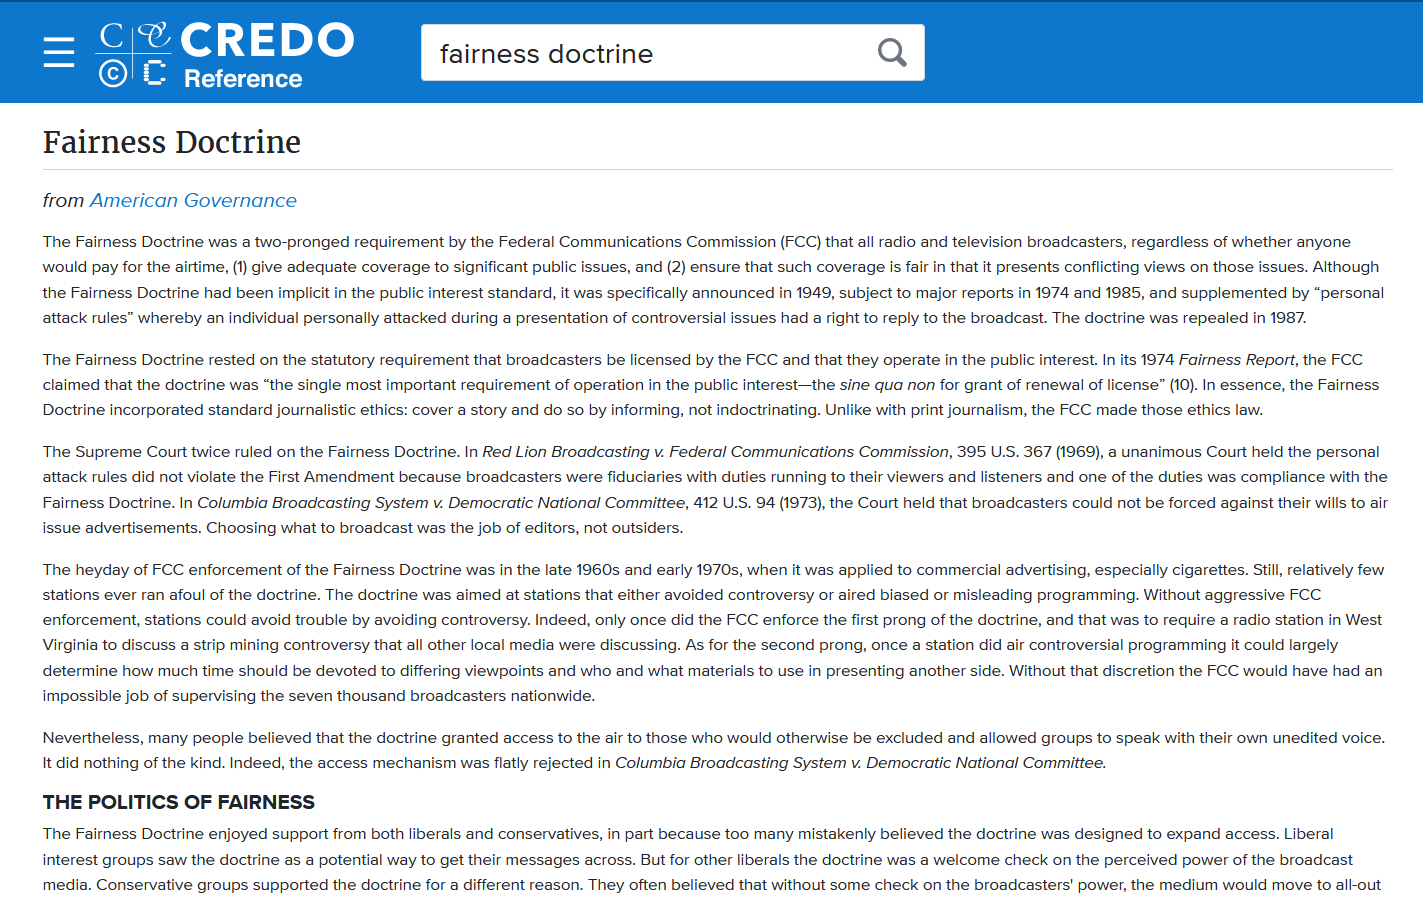 CREDO
Reference
fairness doctrine
Fairness Doctrine
from American Governance
The Fairness Doctrine was a two-pronged requirement by the Federal Communications Commission (FCC) that all radio and television broadcasters, regardless of whether anyone
would pay for the airtime, (1) give adequate coverage to significant public issues, and (2) ensure that such coverage is fair in that it presents conflicting views on those issues. Although
the Fairness Doctrine had been implicit in the public interest standard, it was specifically announced in 1949, subject to major reports in 1974 and 1985, and supplemented by “personal
attack rules” whereby an individual personally attacked during a presentation of controversial issues had a right to reply to the broadcast. The doctrine was repealed in 1987.
The Fairness Doctrine rested on the statutory requirement that broadcasters be licensed by the FCC and that they operate in the public interest. In its 1974 Fairness Report, the FCC
claimed that the doctrine was “the single most important requirement of operation in the public interest—the sine qua non for grant of renewal of license” (10). In essence, the Fairness
Doctrine incorporated standard journalistic ethics: cover a story and do so by informing, not indoctrinating. Unlike with print journalism, the FCC made those ethics law.
The Supreme Court twice ruled on the Fairness Doctrine. In Red Lion Broadcasting v. Federal Communications Commission, 395 U.S. 367 (1969), a unanimous Court held the personal
attack rules did not violate the First Amendment because broadcasters were fiduciaries with duties running to their viewers and listeners and one of the duties was compliance with the
Fairness Doctrine. In Columbia Broadcasting System v. Democratic National Committee, 412 U.S. 94 (1973), the Court held that broadcasters could not be forced against their wills to air
issue advertisements. Choosing what to broadcast was the job of editors, not outsiders.
The heyday of FCC enforcement of the Fairness Doctrine was in the late 1960s and early 1970s, when it was applied to commercial advertising, especially cigarettes. Still, relatively few
stations ever ran afoul of the doctrine. The doctrine was aimed at stations that either avoided controversy or aired biased or misleading programming. Without aggressive FCC
enforcement, stations could avoid trouble by avoiding controversy. Indeed, only once did the FCC enforce the first prong of the doctrine, and that was to require a radio station in West
Virginia to discuss a strip mining controversy that all other local media were discussing. As for the second prong, once a station did air controversial programming it could largely
determine how much time should be devoted to differing viewpoints and who and what materials to use in presenting another side. Without that discretion the FCC would have had an
impossible job of supervising the seven thousand broadcasters nationwide.
Nevertheless, many people believed that the doctrine granted access to the air to those who would otherwise be excluded and allowed groups to speak with their own unedited voice.
It did nothing of the kind. Indeed, the access mechanism was flatly rejected in Columbia Broadcasting System v. Democratic National Committee.
THE POLITICS OF FAIRNESS
The Fairness Doctrine enjoyed support from both liberals and conservatives, in part because too many mistakenly believed the doctrine was designed to expand access. Liberal
interest groups saw the doctrine as a potential way to get their messages across. But for other liberals the doctrine was a welcome check on the perceived power of the broadcast
media. Conservative groups supported the doctrine for a different reason. They often believed that without some check on the broadcasters' power, the medium would move to all-out